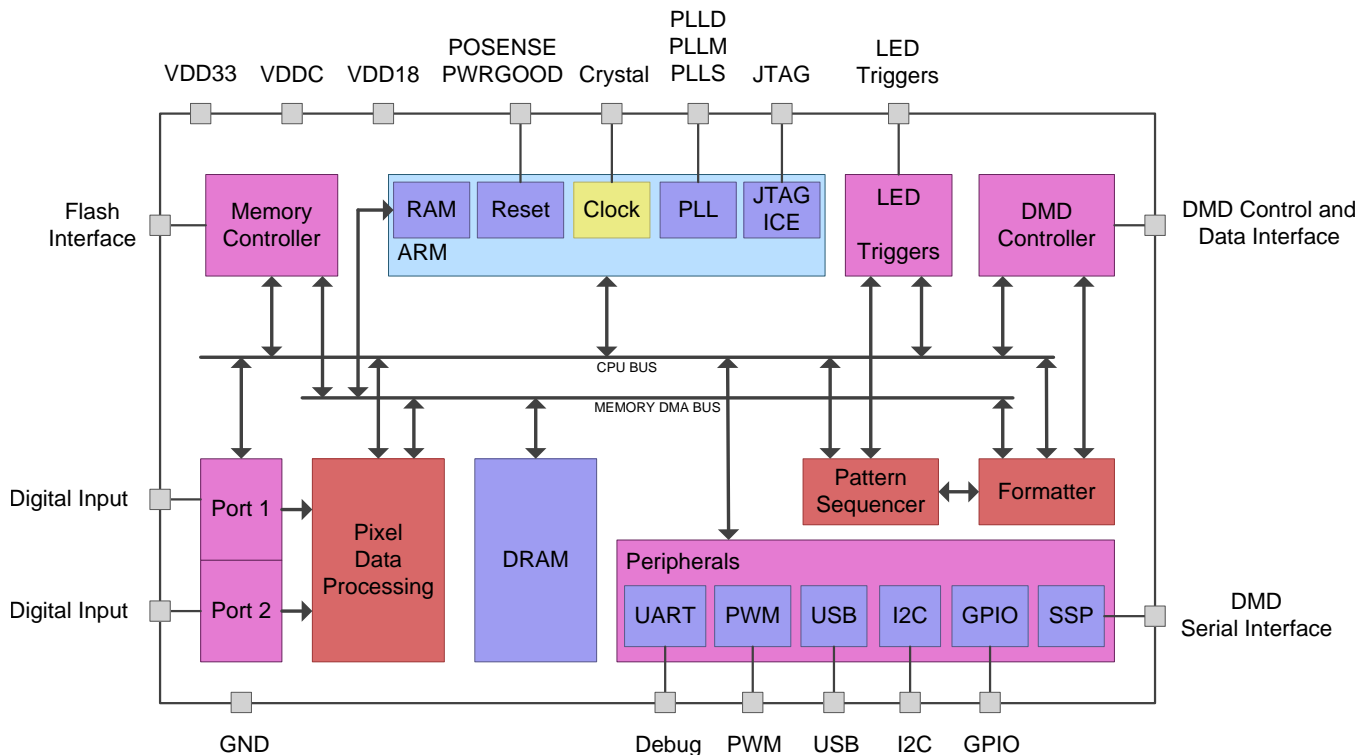 PLLD
PLLM
PLLS
POSENSE
PWRGOOD
LED
Triggers
VDD33
VDDC
VDD18
Crystal
JTAG
Flash
Interface
Memory
Controller
RAM
Reset
Clock
PLL
JTAG
ICE
ARM
LED
Triggers
DMD
Controller
DMD Control and
Data Interface
CPU BUS
MEMORY DMA BUS
Digital Input
Port 1
Digital Input
Port 2
Pixel
Data
Processing
DRAM
Pattern
Sequencer
Formatter
Peripherals
UART
PWM
USB
I2C
GPIO
SSP
DMD
Serial Interface
GND
Debug
PWM
USB
I2C
GPIO